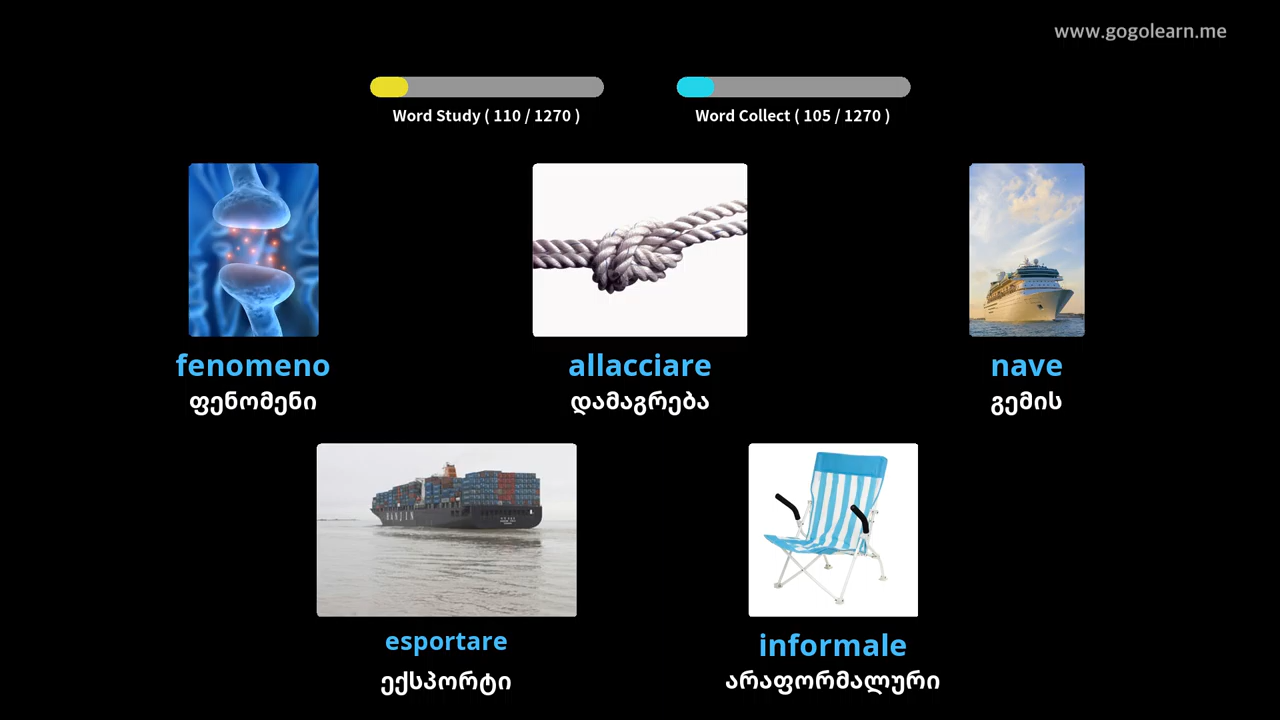 www.gogolearn.me
Word Study ( 110 / 1270 )
Word Collect ( 105 / 1270 )
fenomeno
ფენომენი
allacciare
დამაგრება
nave
გემის
HANJIN
esportare
ექსპორტი
informale
არაფორმალური